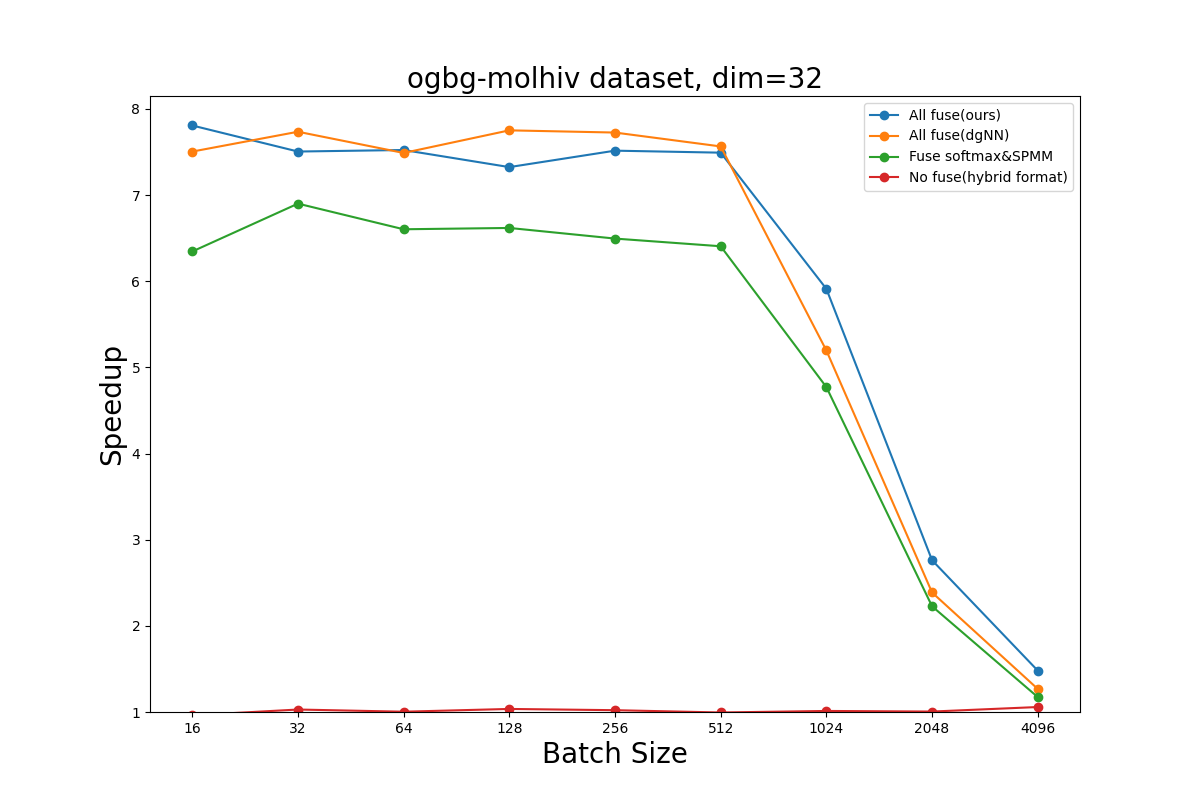 ogbg-molhiv dataset, dim=32
All fuse(ours)
All fuse(dgNN)
Fuse softmax&SPMM
No fuse(hybrid format)
8
7
6
5
4
3
2
1
Speedup
16 32 64 128 256 512 1024 2048 4096
Batch Size